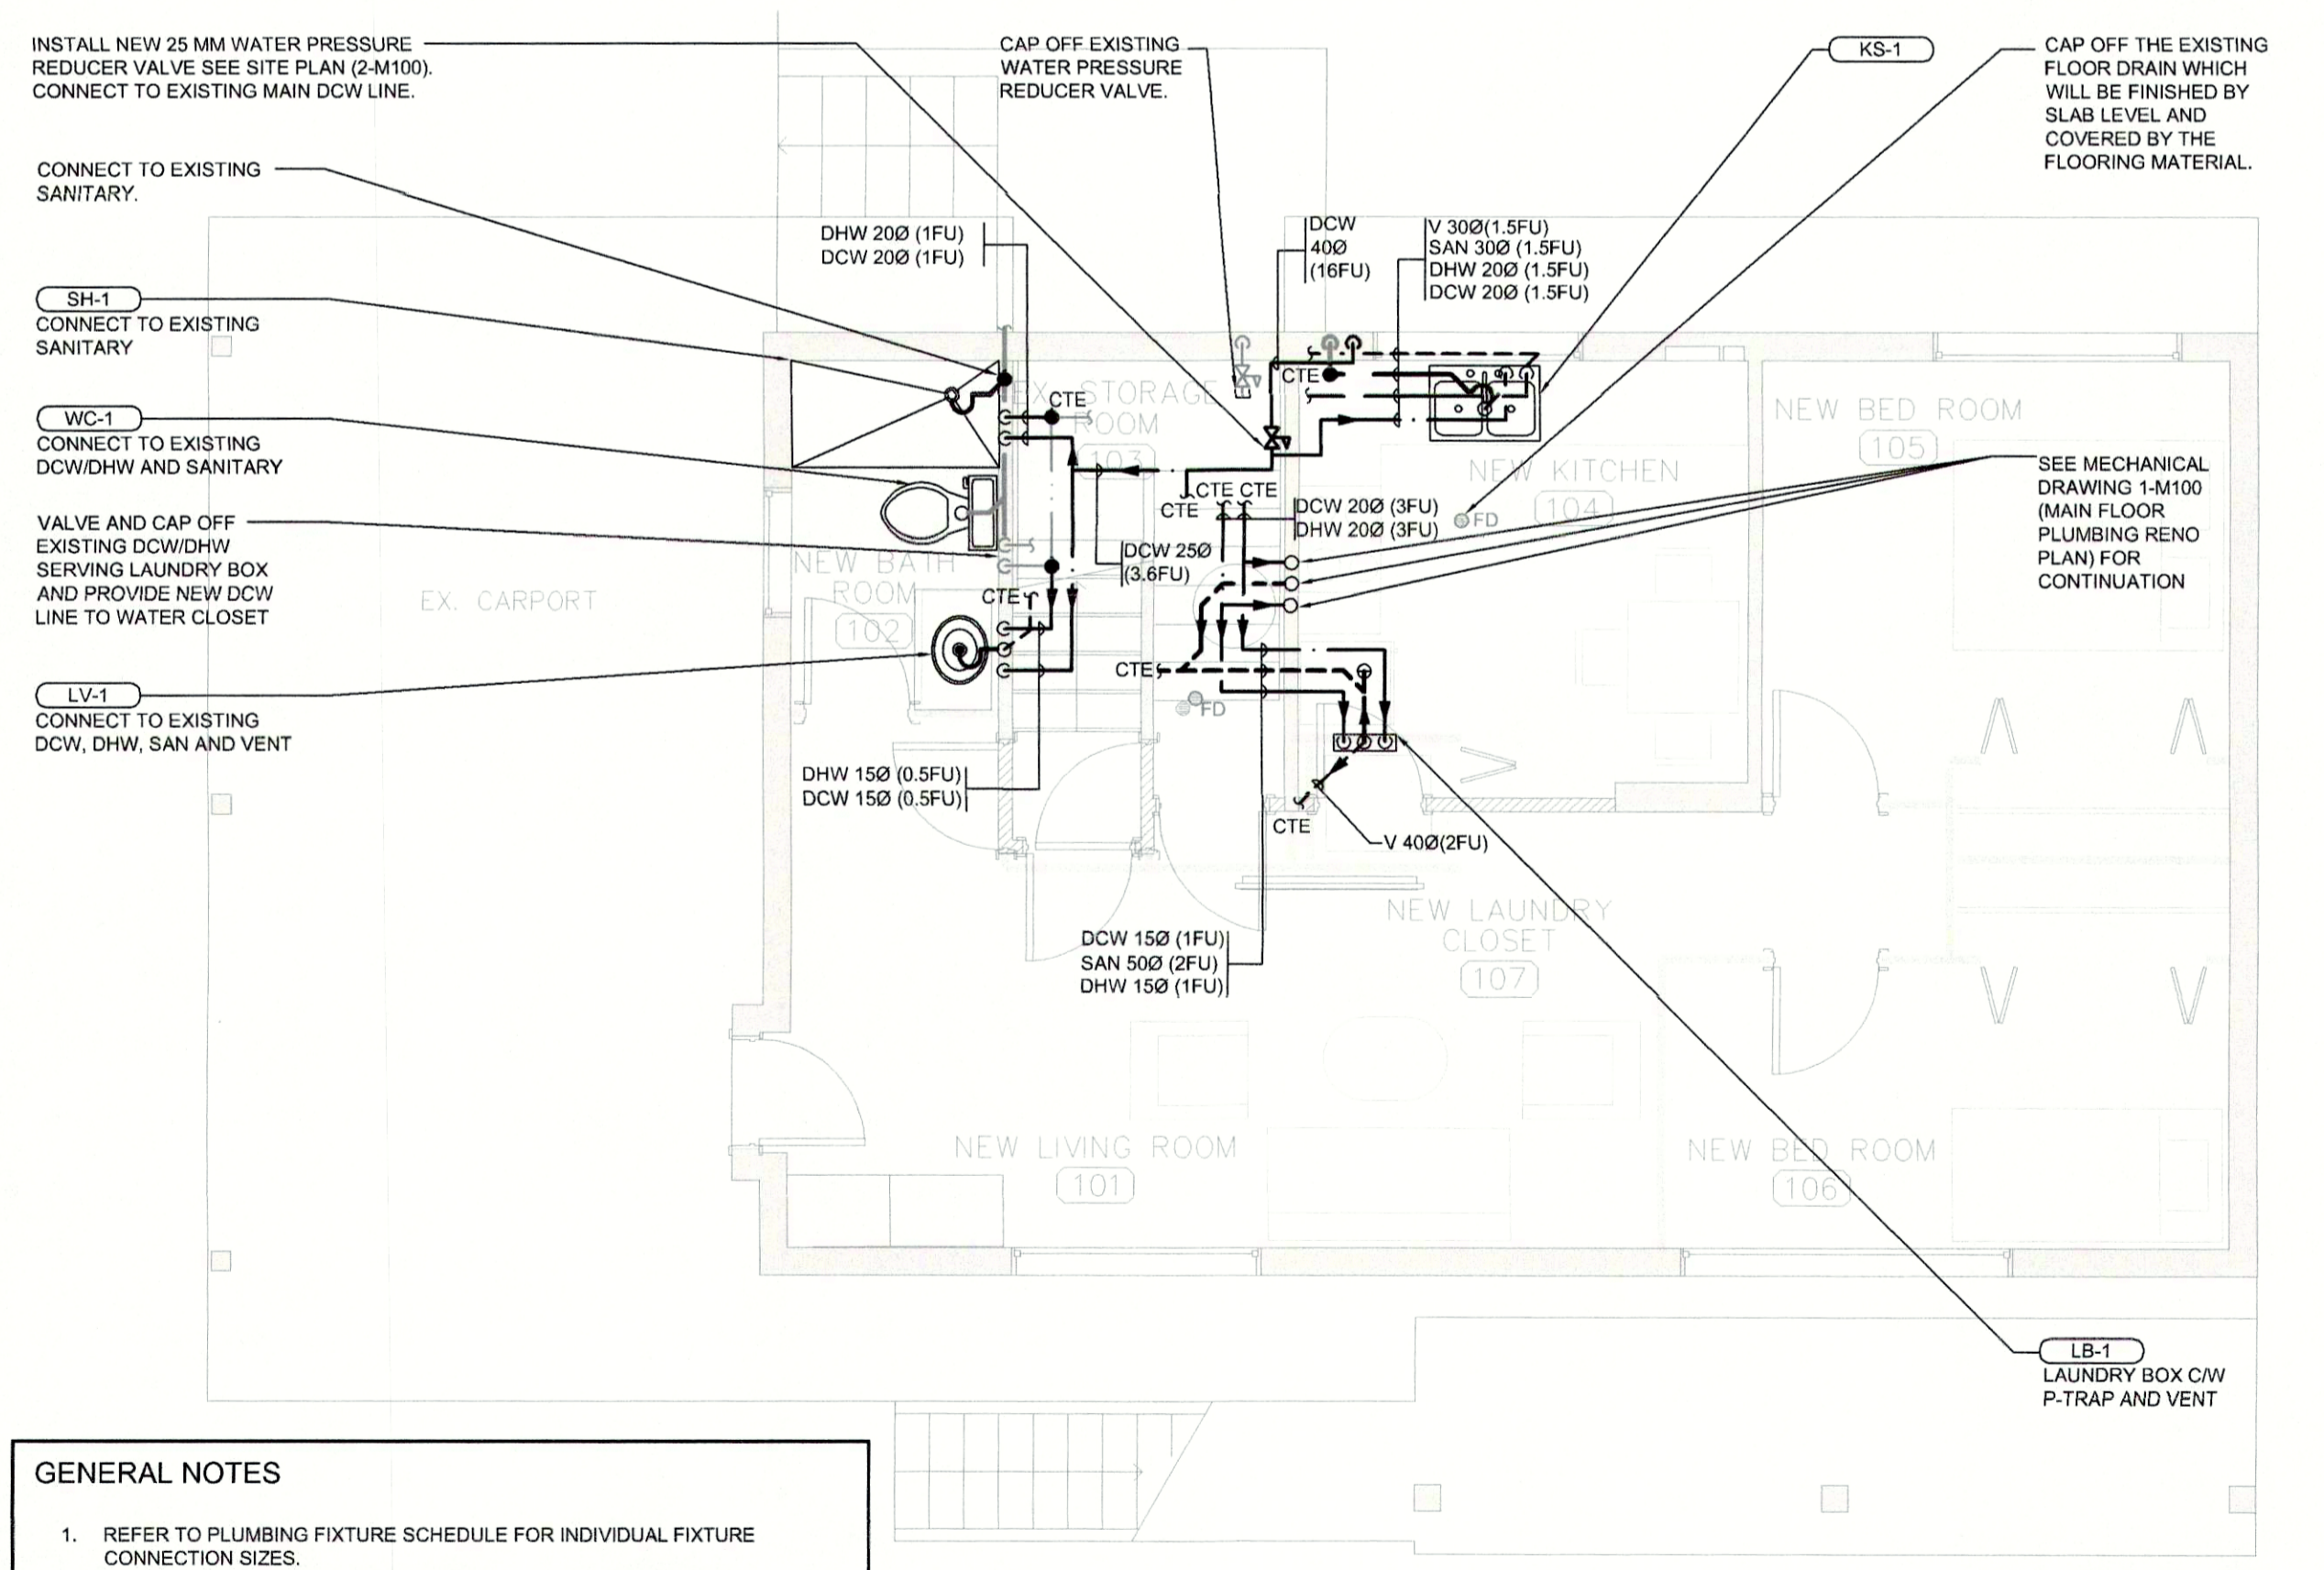 INSTALL NEW 25 MM WATER PRESSURE
REDUCER VALVE SEE SITE PLAN (2-M100).
CONNECT TO EXISTING MAIN DCW LINE.
CAP OFF EXISTING
WATER PRESSURE
REDUCER VALVE.
KS-1
CAP OFF THE EXISTING
FLOOR DRAIN WHICH
WILL BE FINISHED BY
SLAB LEVEL AND
COVERED BY THE
FLOORING MATERIAL.
CONNECT TO EXISTING
SANITARY.
DHW 20Ø (1FU)
DCW 20Ø (1FU)
DCW
40Ø
(16FU)
V 30Ø(1.5FU)
SAN 30Ø (1.5FU)
DHW 20Ø (1.5FU)
DCW 20Ø (1.5FU)
SH-1
CONNECT TO EXISTING
SANITARY
CTE
CTE
EX. STORAGE
ROOM
103
NEW BED ROOM
105
WC-1
CONNECT TO EXISTING
DCW/DHW AND SANITARY
NEW KITCHEN
104
FD
SEE MECHANICAL
DRAWING 1-M100
(MAIN FLOOR
PLUMBING RENO
PLAN) FOR
CONTINUATION
CTE CTE
CTE
DCW 20Ø (3FU)
DHW 20Ø (3FU)
VALVE AND CAP OFF
EXISTING DCW/DHW
SERVING LAUNDRY BOX
AND PROVIDE NEW DCW
LINE TO WATER CLOSET
DCW 25Ø
(3.6FU)
NEW BATH
ROOM
102
EX. CARPORT
CTE
CTE
FD
LV-1
CONNECT TO EXISTING
DCW, DHW, SAN AND VENT
DHW 15Ø (0.5FU)
DCW 15Ø (0.5FU)
CTE
V 40Ø(2FU)
NEW LAUNDRY
CLOSET
107
DCW 15Ø (1FU)
SAN 50Ø (2FU)
DHW 15Ø (1FU)
NEW LIVING ROOM
101
NEW BED ROOM
106
LB-1
LAUNDRY BOX C/W
P-TRAP AND VENT
GENERAL NOTES
1. REFER TO PLUMBING FIXTURE SCHEDULE FOR INDIVIDUAL FIXTURE
CONNECTION SIZES.